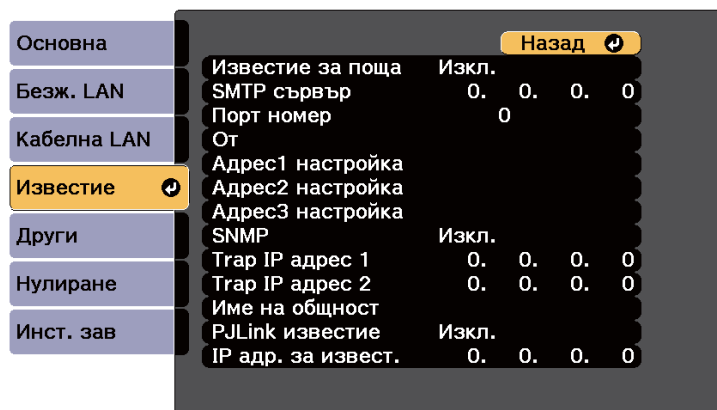 Основна
Безж. LAN
Кабелна LAN
Известие
Други
Нулиране
Инст. зав
Назад
Известие за поща Изкл.
SMTP сървър 0. 0. 0. 0
Порт номер 0
От
Адрес1 настройка
Адрес2 настройка
Адрес3 настройка
SNMP Изкл.
Trap IP адрес 1 0. 0. 0. 0
Trap IP адрес 2 0. 0. 0. 0
Име на общност
PJLink известие Изкл.
IP адр. за извест. 0. 0. 0. 0